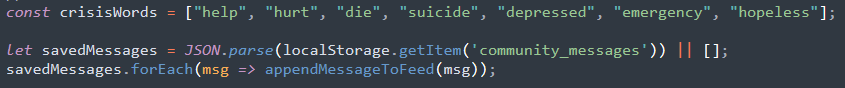 const crisisWords = ["help", "hurt", "die", "suicide", "depressed", "emergency", "hopeless"];
let savedMessages = JSON.parse(localStorage.getItem('community_messages')) || [];
savedMessages.forEach(msg => appendMessageToFeed(msg));